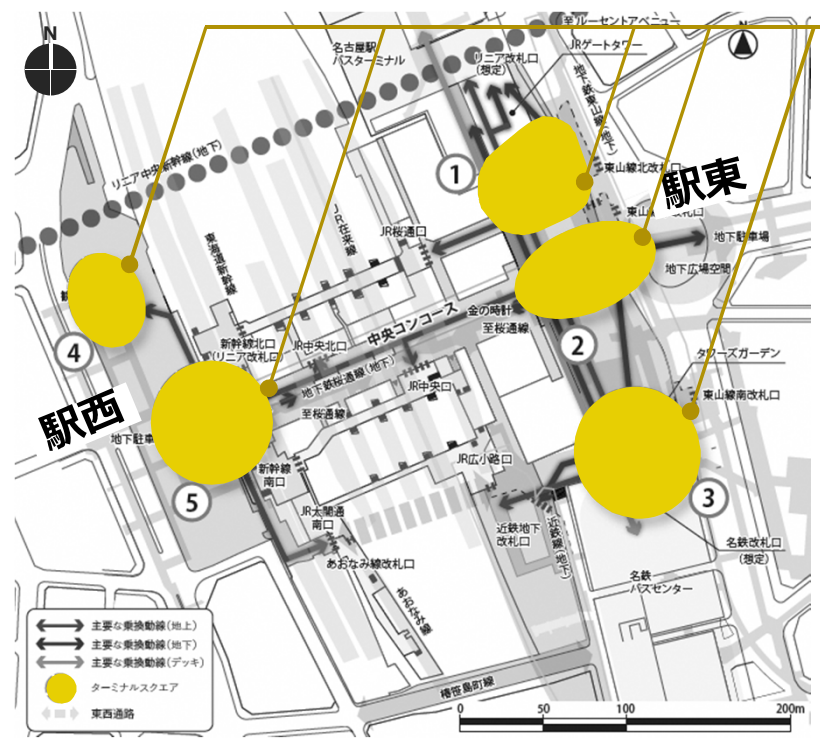 至ルーセントアベニュー
N
N
名古屋駅
バスターミナル
JRゲートタワー
リニア改札口
(想定)
地下鉄東山線(地下)
リニア中央新幹線(地下)
1
東山線北改札口
駅東
JR在来線
JR桜通口
地下駐車場
東海道新幹線
地下広場空間
4
中央コンコース
金の時計
至桜通線
新幹線北口
(リニア改札口)
JR中央北口
2
タワーズガーデン
地下鉄桜通線(地下)
JR中央口
東山線南改札口
駅西
至桜通線
地下駐車
JR広小路口
新幹線
南口
5
3
JR太閤通
南口
近鉄地下
改札口
近鉄線(地下)
名鉄改札口
(想定)
あおなみ線改札口
名鉄
バスセンター
あおなみ線
主要な乗換動線(地上)
主要な乗換動線(地下)
主要な乗換動線(デッキ)
ターミナルスクエア
東西通路
椿笹島町線
0 50 100 200m